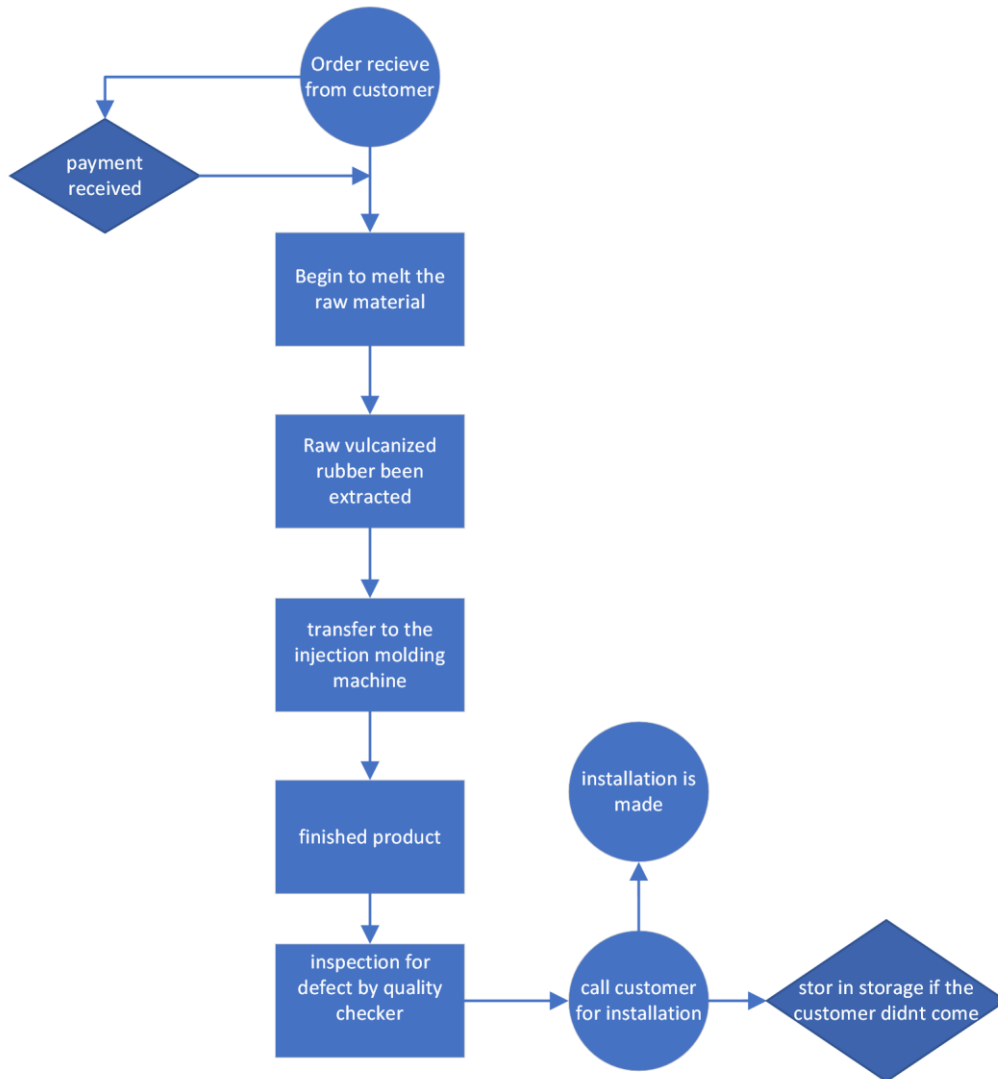 Order recieve
from customer
payment
received
Begin to melt the
raw material
Raw vulcanized
rubber been
extracted
transfer to the
injection molding
machine
finished product
installation is
made
inspection for
defect by quality
checker
call customer
for installation
stor in storage if the
customer didnt come